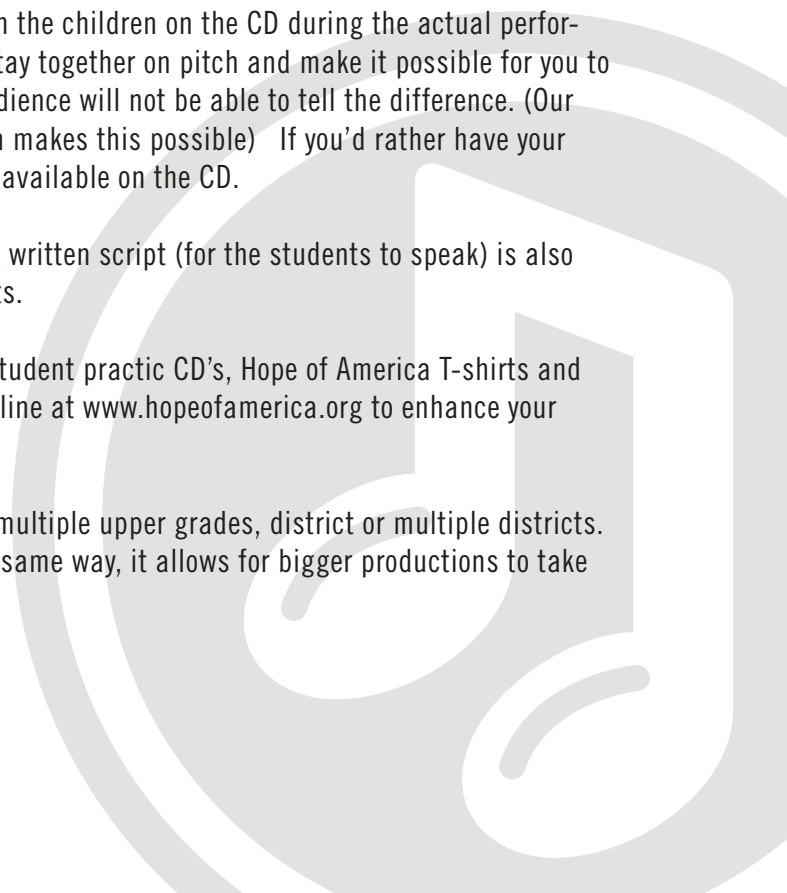 the children on the CD during the actual perfor-
tay together on pitch and make it possible for you to
dience will not be able to tell the difference. (Our
makes this possible) If you'd rather have your
available on the CD.
written script (for the students to speak) is also
ts.
tudent practic CD's, Hope of America T-shirts and
line at www.hopeofamerica.org to enhance your
multiple upper grades, district or multiple districts.
same way, it allows for bigger productions to take